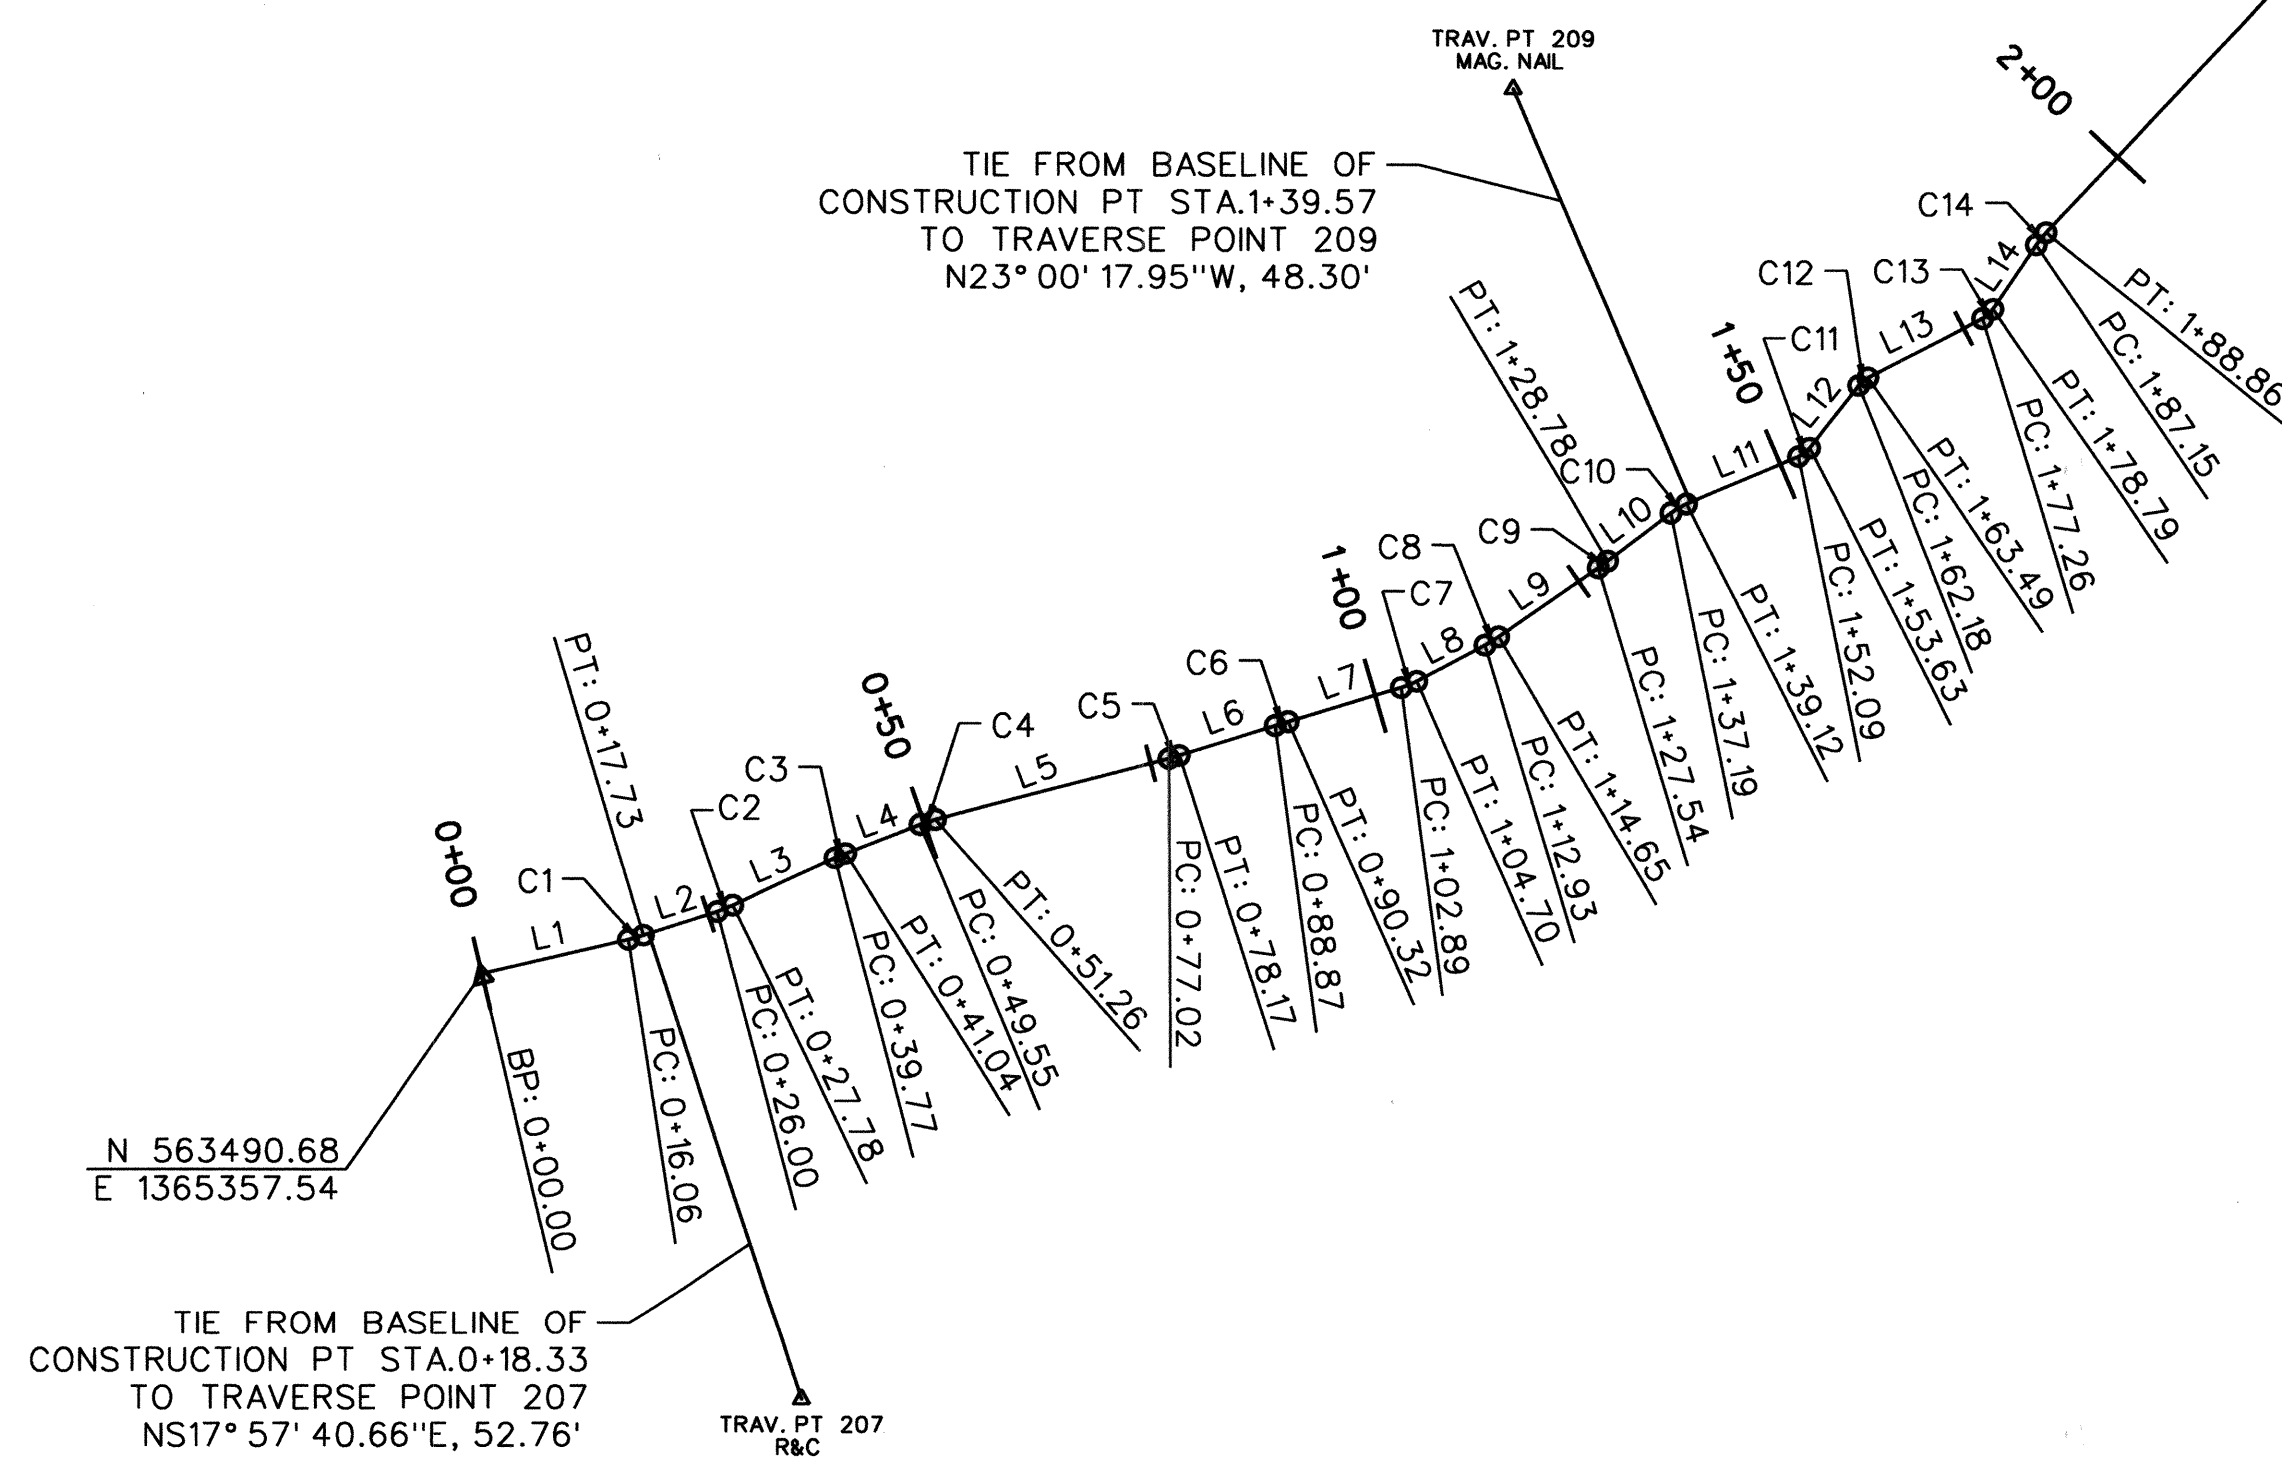 TRAV. PT 209
MAG. NAIL
TIE FROM BASELINE OF
CONSTRUCTION PT STA.1+39.57
TO TRAVERSE POINT 209
N23° 00' 17.95"W, 48.30'
2+00
C14
C13
C12
C11
L14
L13
L12
1+50
L11
C10
L10
C9
C8
C7
L9
L8
1+00
L7
C6
L6
C5
L5
C4
0+50
C3
L4
C2
L3
L2
C1
L1
0+00
PT: 1+88.86
PC: 1+87.15
PT: 1+78.79
PC: 1+77.26
PT: 1+63.49
PC: 1+62.18
PT: 1+53.63
PC: 1+52.09
PT: 1+39.12
PC: 1+37.19
PT: 1+28.78
PC: 1+27.54
PT: 1+14.65
PC: 1+12.93
PT: 1+04.70
PC: 1+02.89
PT: 0+90.32
PC: 0+88.87
PT: 0+78.17
PC: 0+77.02
PT: 0+51.26
PC: 0+49.55
PT: 0+41.04
PC: 0+39.77
PT: 0+27.78
PC: 0+26.00
PT: 0+17.73
PC: 0+16.06
BP: 0+00.00
N 563490.68
E 1365357.54
TIE FROM BASELINE OF
CONSTRUCTION PT STA.0+18.33
TO TRAVERSE POINT 207
NS17° 57' 40.66"E, 52.76'
TRAV. PT 207
R&C